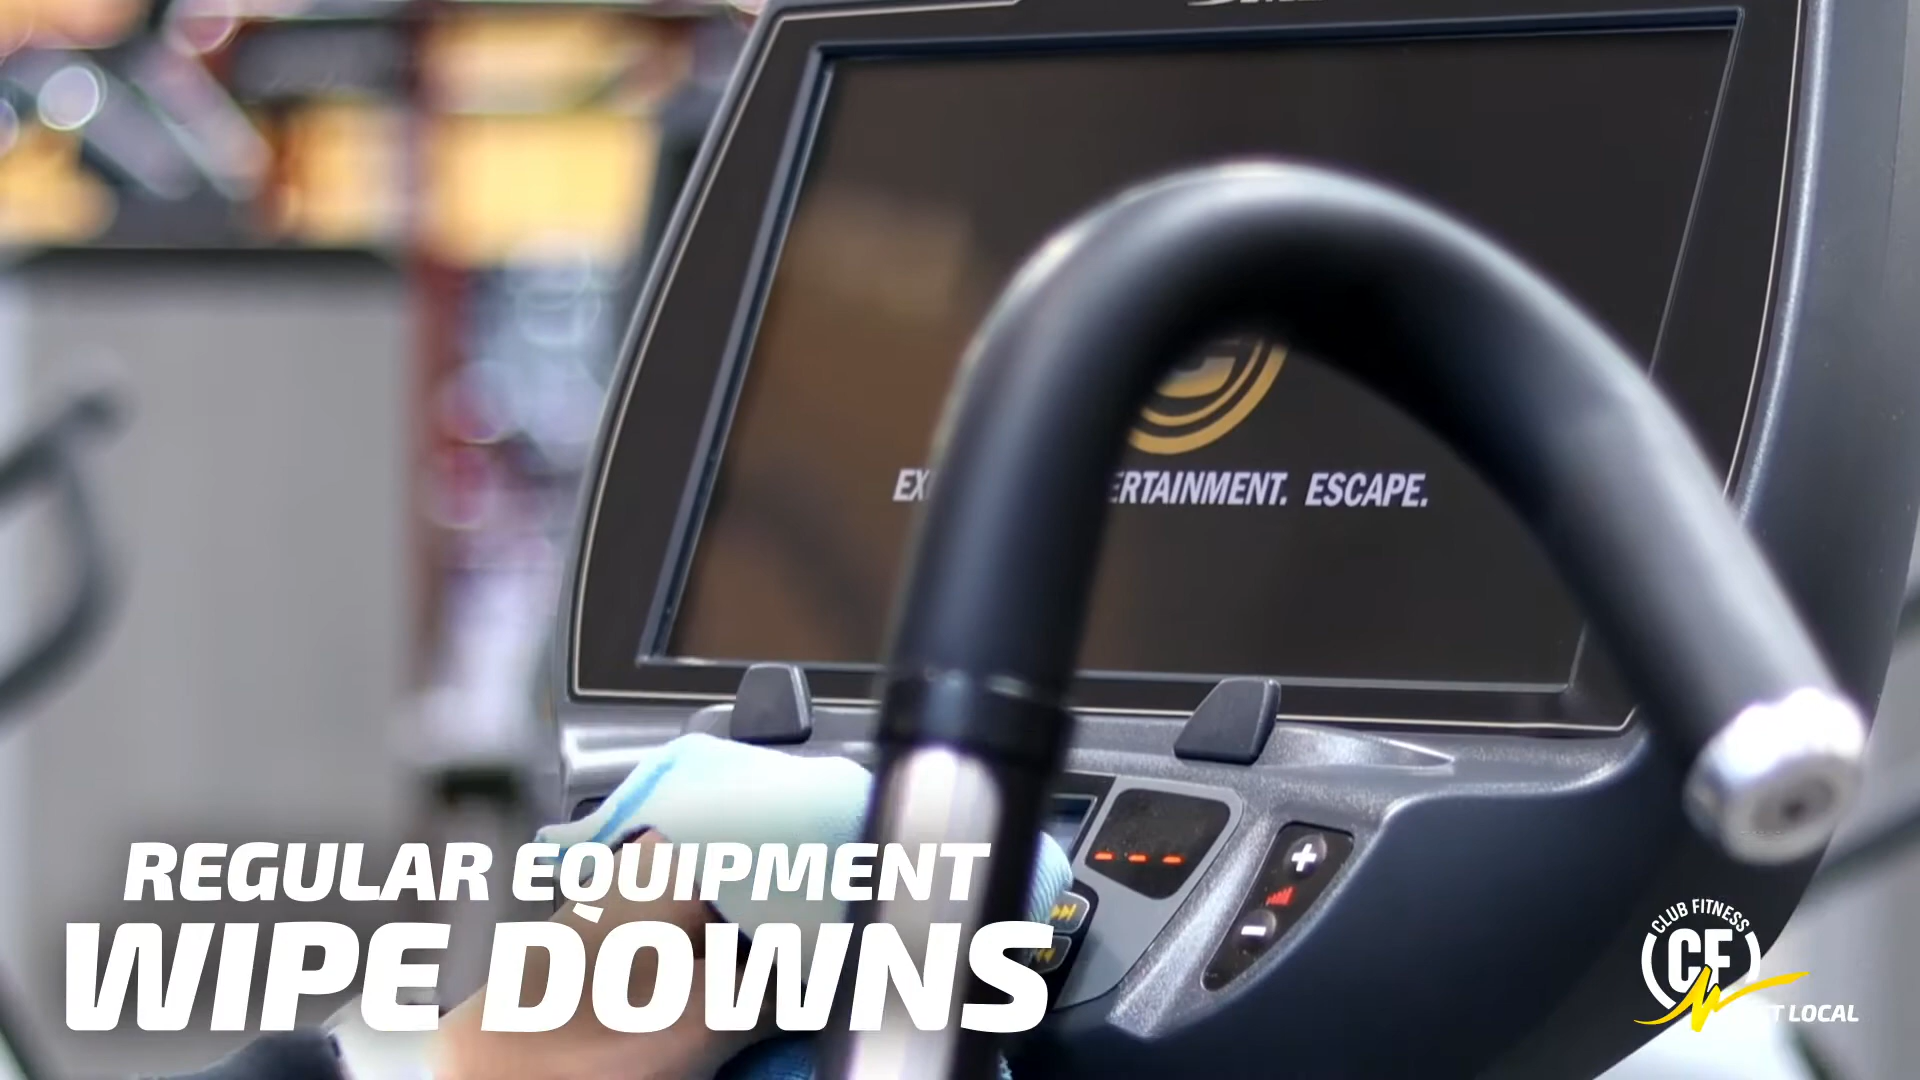 ERTAINMENT. ESCAPE.
REGULAR EQUIPMENT
WIPE DOWNS
CLUB FITNESS
CF
LOCAL